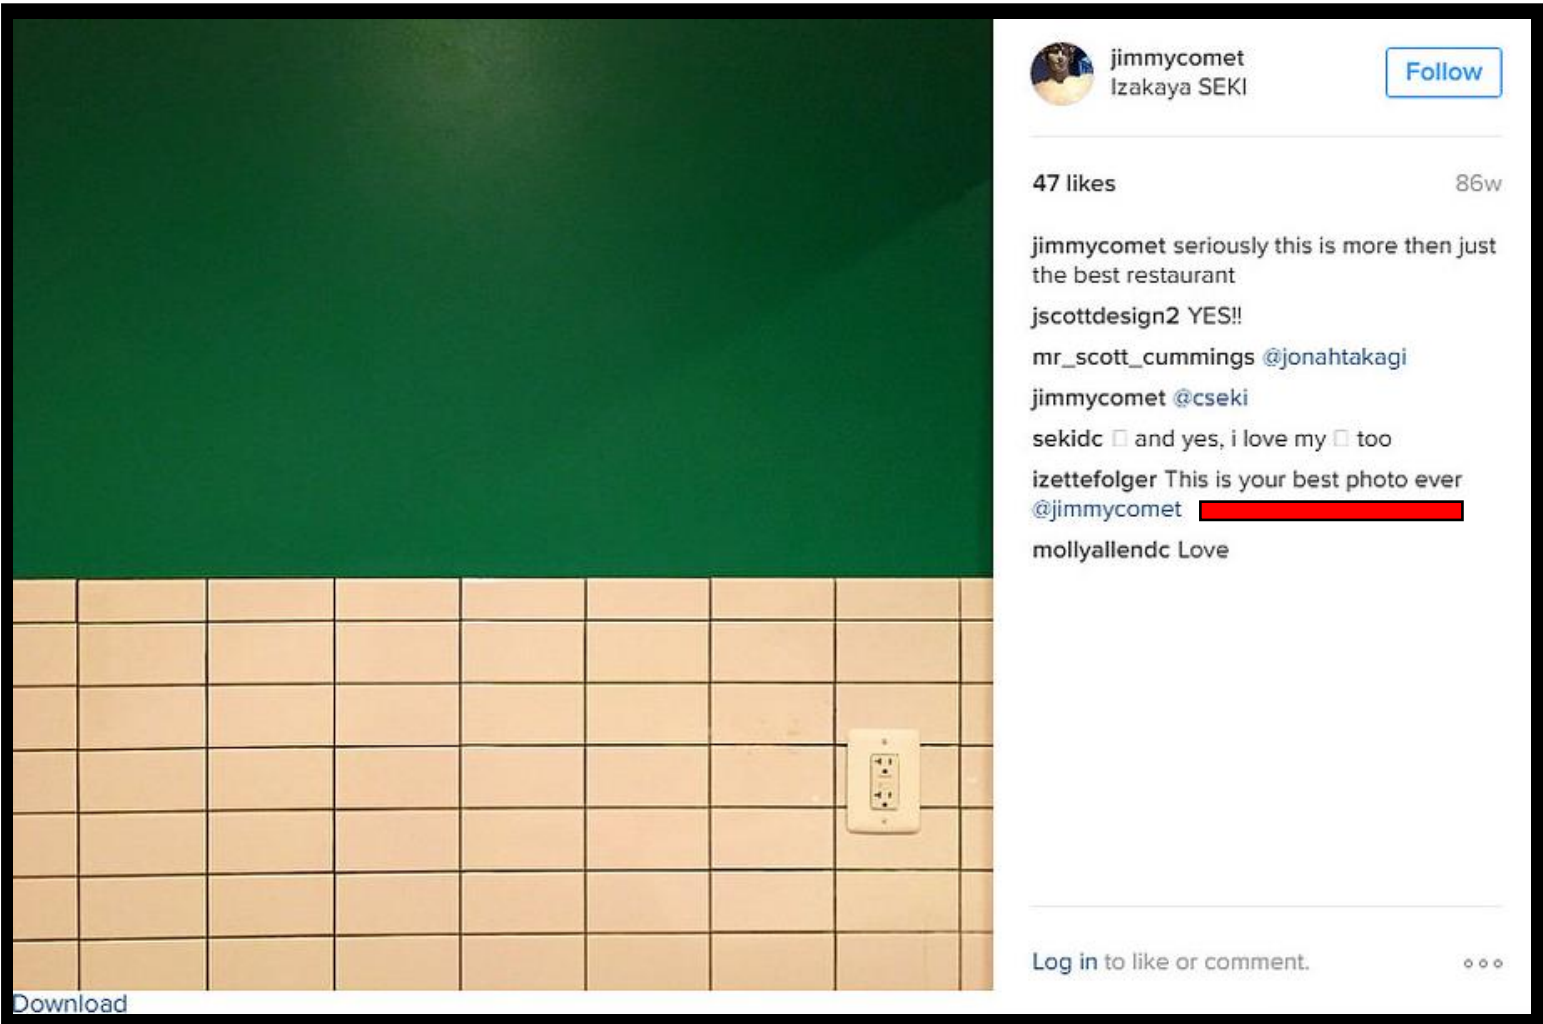 jimmycomet
Izakaya SEKI
Follow
47 likes
86w
jimmycomet seriously this is more then just
the best restaurant
jscottdesign2 YES!!
mr_scott_cummings @jonahtakagi
jimmycomet @cseki
sekidc □ and yes, i love my □ too
izettefolger This is your best photo ever
@jimmycomet
mollyallendc Love
Log in to like or comment.
Download